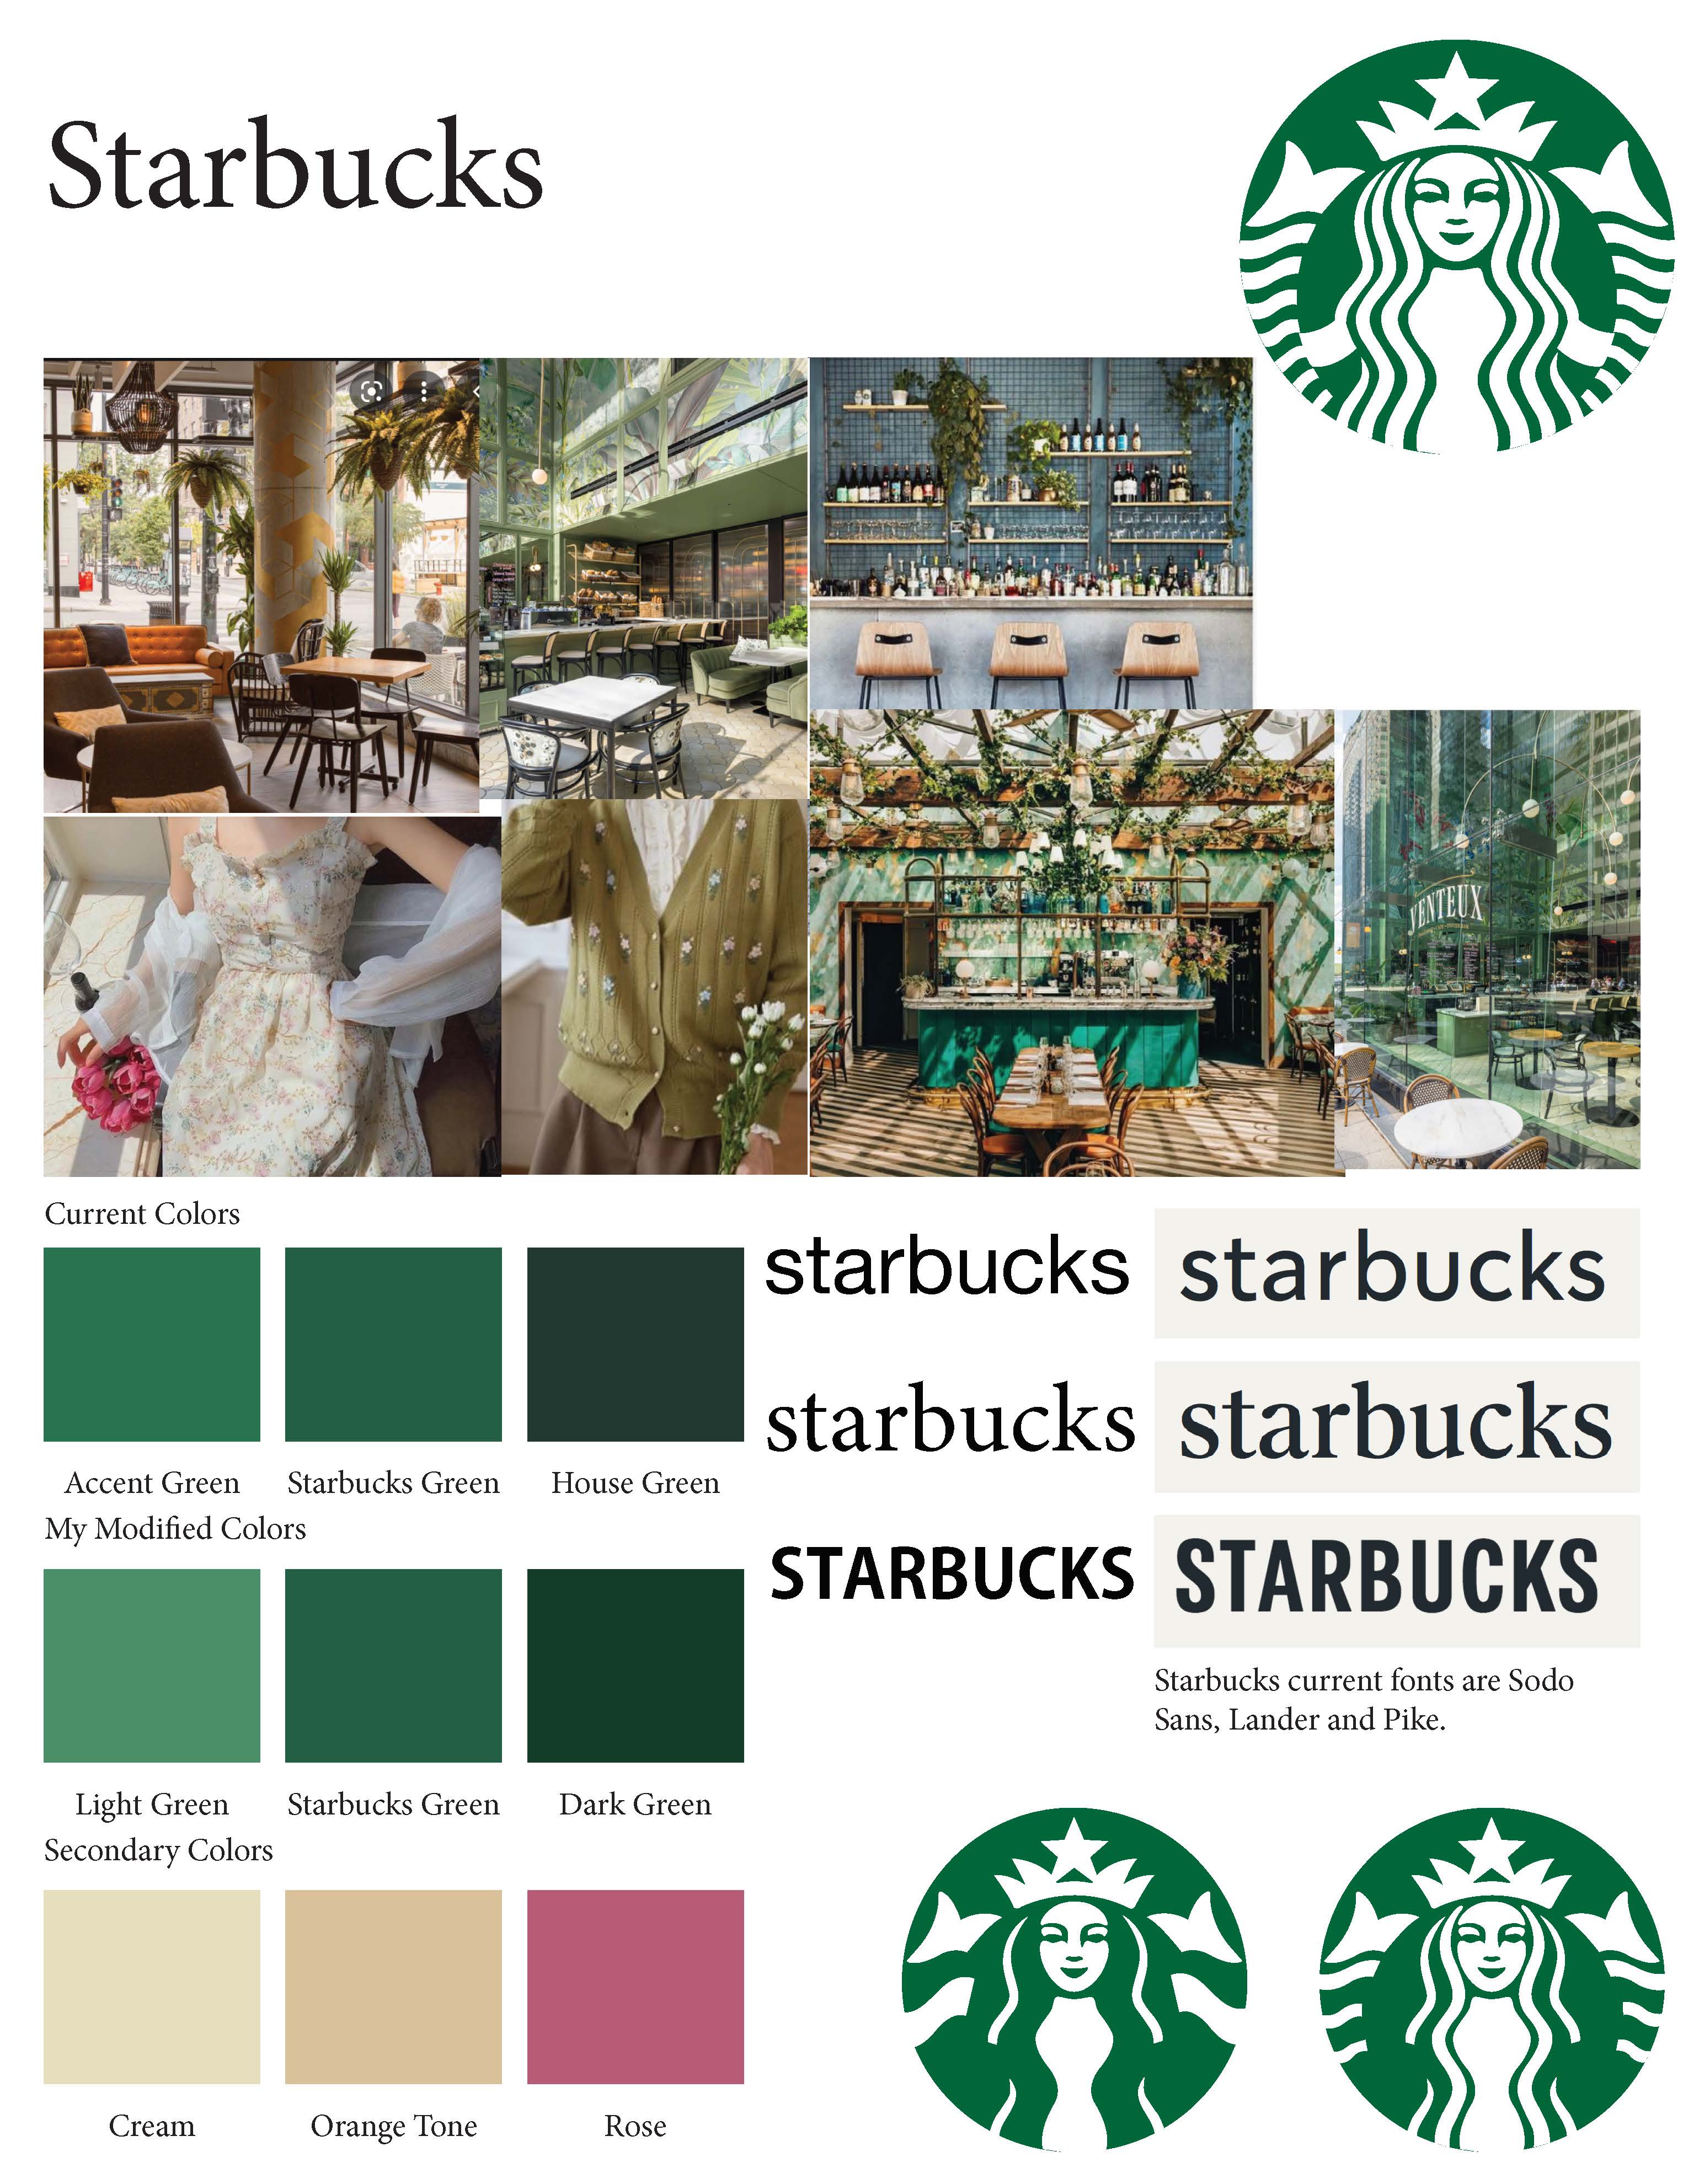 Starbucks
VENTEUX
Current Colors
Accent Green
Starbucks Green
House Green
My Modified Colors
Light Green
Starbucks Green
Dark Green
Secondary Colors
Cream
Orange Tone
Rose
starbucks
starbucks
starbucks
starbucks
STARBUCKS
STARBUCKS
Starbucks current fonts are Sodo
Sans, Lander and Pike.